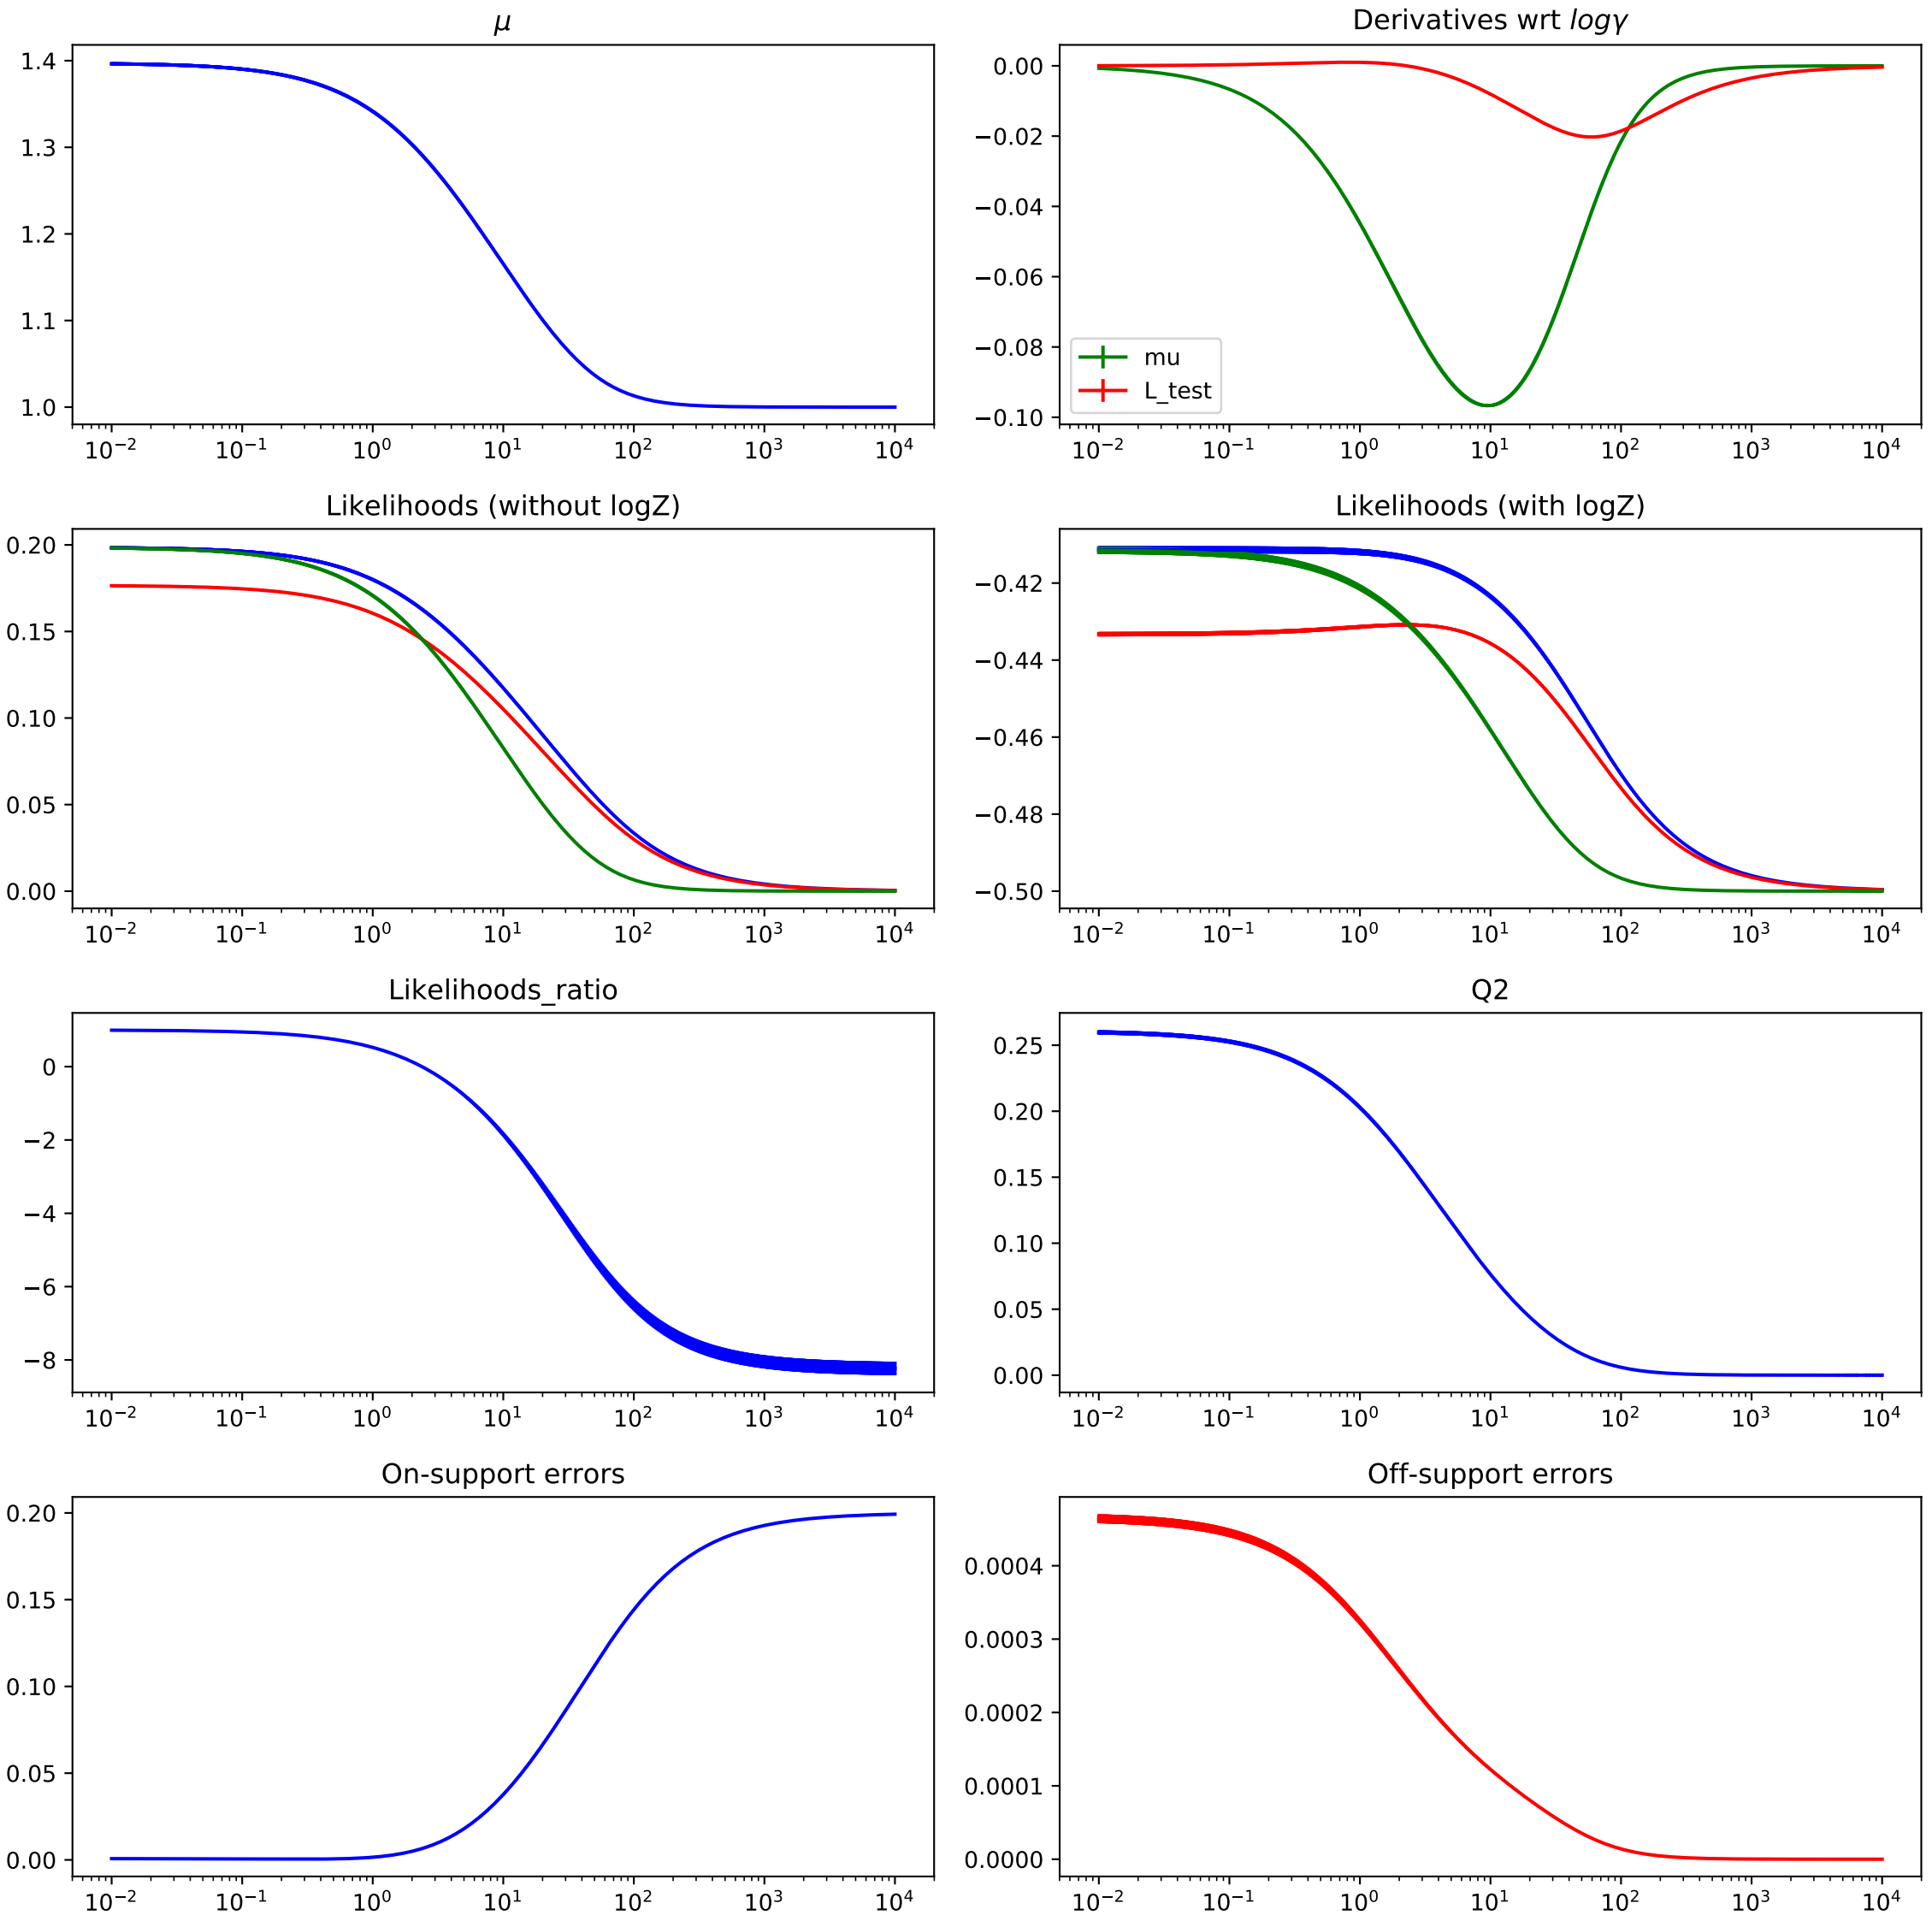 μ
1.4
1.3
1.2
1.1
1.0
10⁻² 10⁻¹ 10⁰ 10¹ 10² 10³ 10⁴
Derivatives wrt logγ
0.00
−0.02
−0.04
−0.06
−0.08
−0.10
mu
L_test
10⁻² 10⁻¹ 10⁰ 10¹ 10² 10³ 10⁴
Likelihoods (without logZ)
0.20
0.15
0.10
0.05
0.00
10⁻² 10⁻¹ 10⁰ 10¹ 10² 10³ 10⁴
Likelihoods (with logZ)
−0.42
−0.44
−0.46
−0.48
−0.50
10⁻² 10⁻¹ 10⁰ 10¹ 10² 10³ 10⁴
Likelihoods_ratio
0
−2
−4
−6
−8
10⁻² 10⁻¹ 10⁰ 10¹ 10² 10³ 10⁴
Q2
0.25
0.20
0.15
0.10
0.05
0.00
10⁻² 10⁻¹ 10⁰ 10¹ 10² 10³ 10⁴
On-support errors
0.20
0.15
0.10
0.05
0.00
10⁻² 10⁻¹ 10⁰ 10¹ 10² 10³ 10⁴
Off-support errors
0.0004
0.0003
0.0002
0.0001
0.0000
10⁻² 10⁻¹ 10⁰ 10¹ 10² 10³ 10⁴